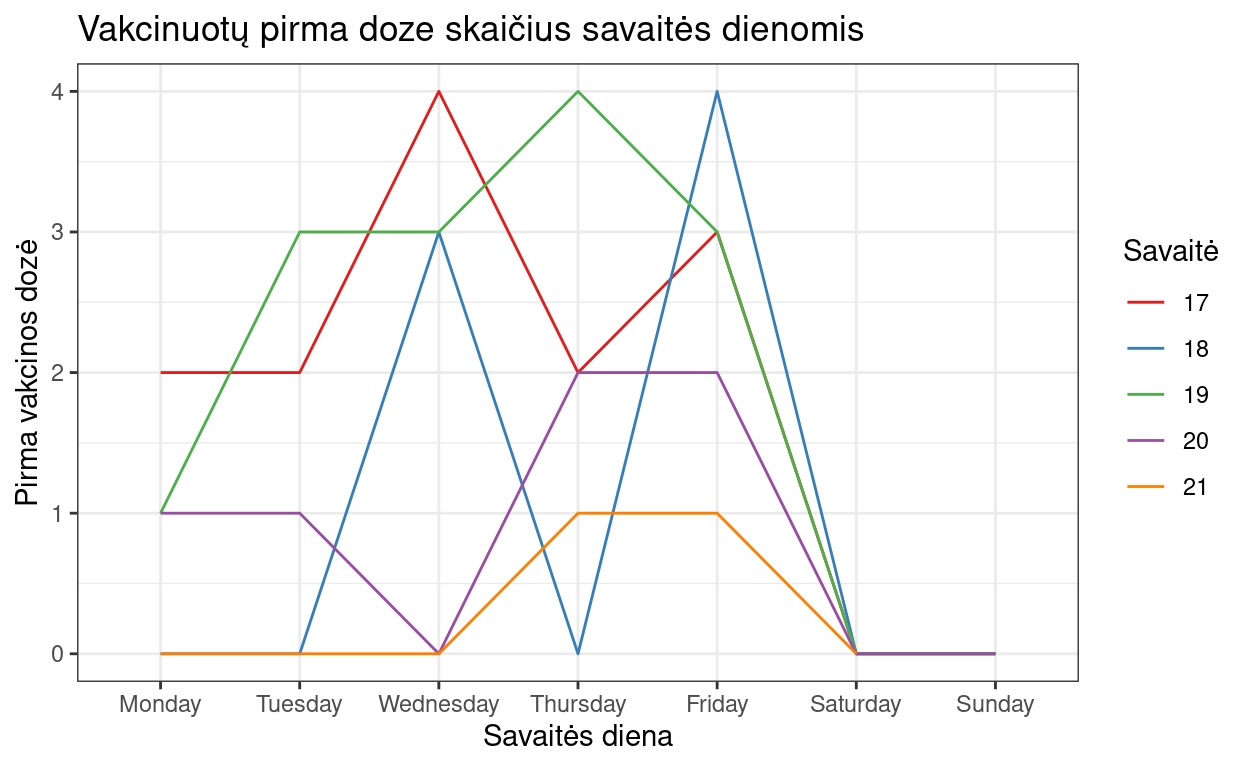 Vakcinuotų pirma doze skaičius savaitės dienomis
Pirma vakcinos dozė
4
3
2
1
0
Monday Tuesday Wednesday Thursday Friday Saturday Sunday
Savaitės diena
Savaitė
17
18
19
20
21